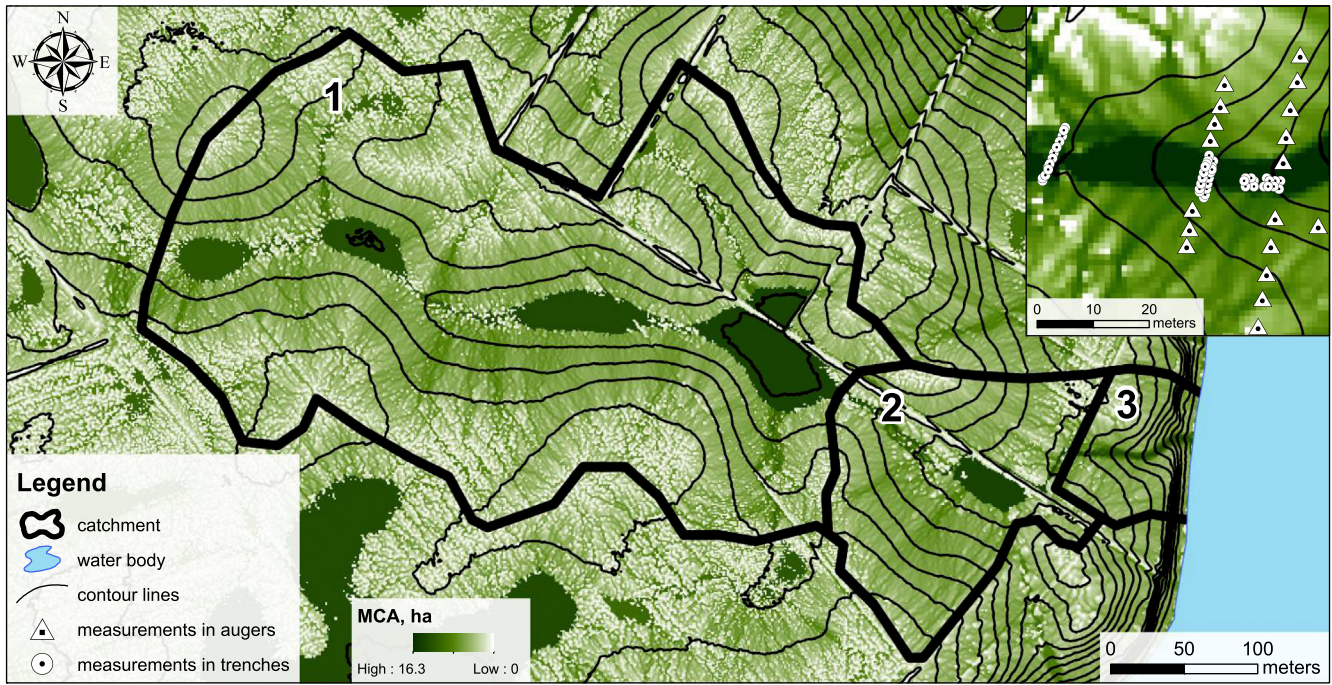 N
W E
S
1
2
3
0 10 20
meters
Legend
catchment
water body
contour lines
measurements in augers
measurements in trenches
MCA, ha
High : 16.3 Low : 0
0 50 100
meters